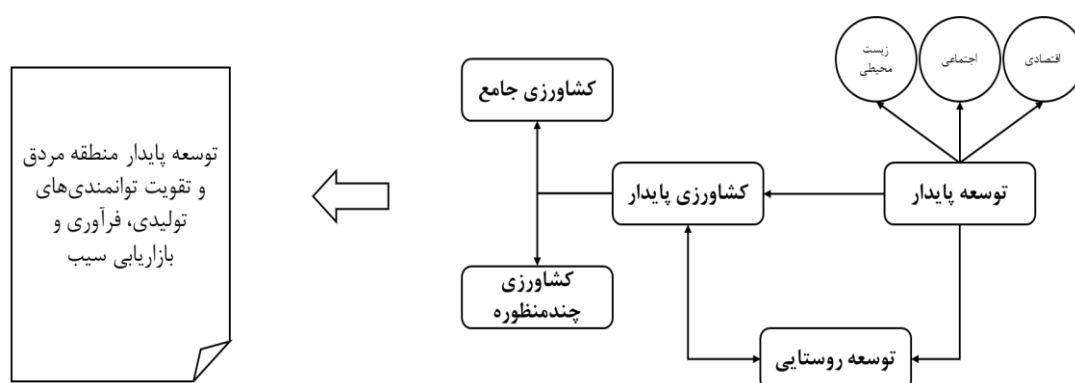 اقتصادی
اجتماعی
زیست
محیطی
توسعه پایدار
کشاورزی پایدار
کشاورزی جامع
کشاورزی
چندمنظوره
توسعه روستایی
توسعه پایدار منطقه مردق
و تقویت توانمندی‌های
تولیدی، فرآوری و
بازاریابی سیب